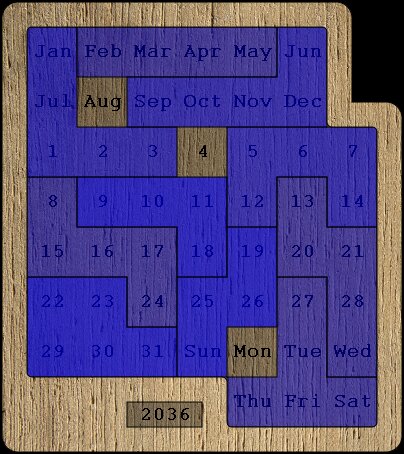 Jan Feb Mar Apr May Jun
Jul Aug Sep Oct Nov Dec
1 2 3 4 5 6 7
8 9 10 11 12 13 14
15 16 17 18 19 20 21
22 23 24 25 26 27 28
29 30 31 Sun Mon Tue Wed
Thu Fri Sat
2036